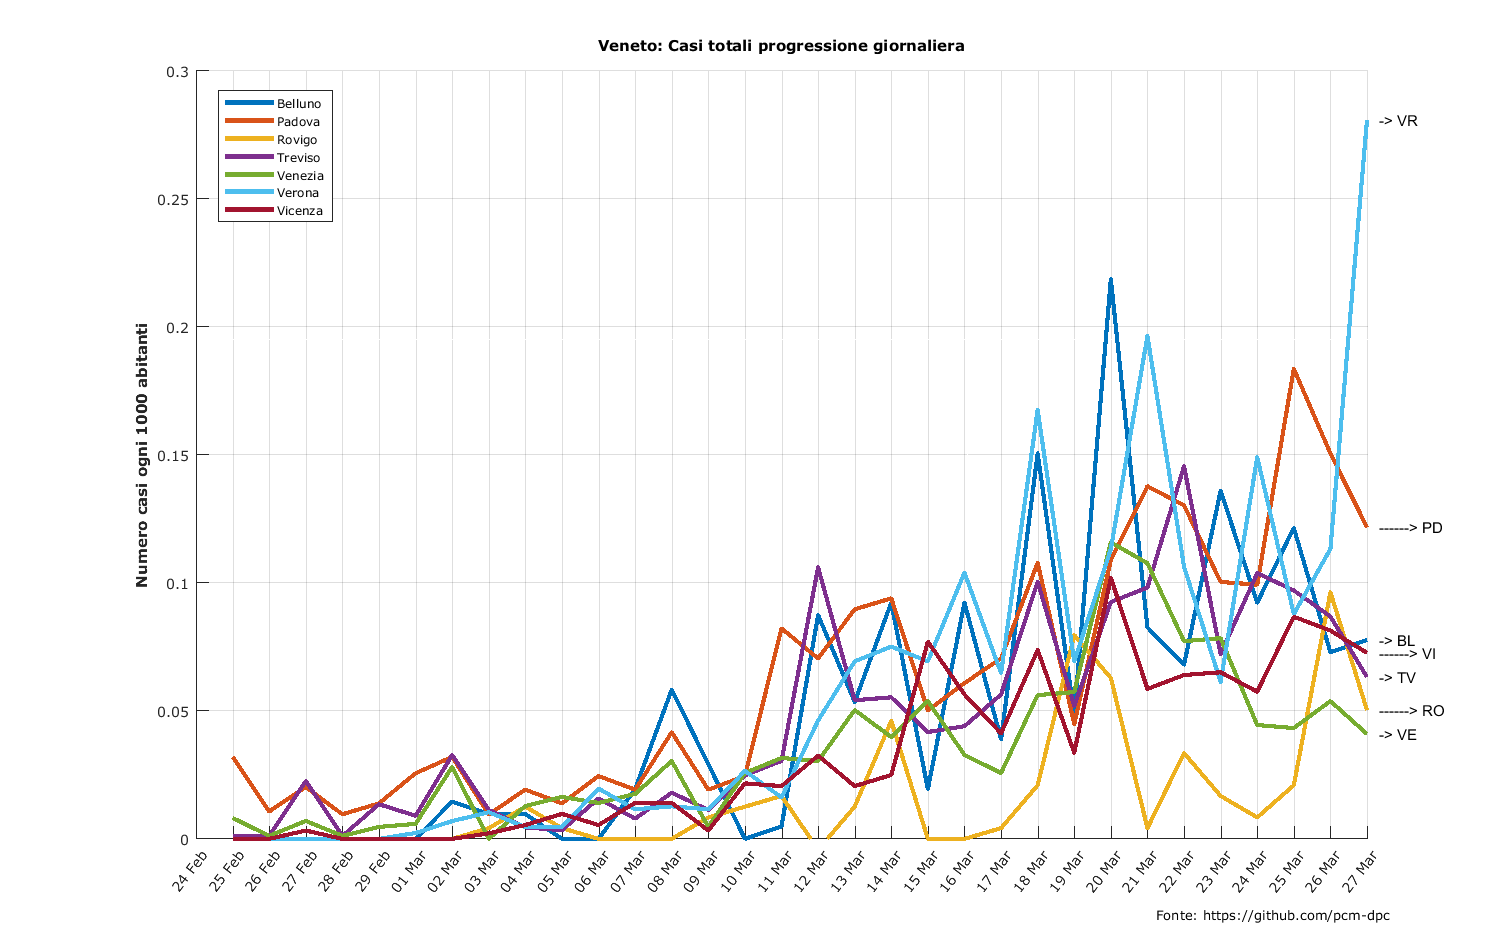 Veneto: Casi totali progressione giornaliera
Numero casi ogni 1000 abitanti
0.3
0.25
0.2
0.15
0.1
0.05
0
Belluno
Padova
Rovigo
Treviso
Venezia
Verona
Vicenza
-> VR
------> PD
-> BL
------> VI
-> TV
------> RO
-> VE
24 Feb
25 Feb
26 Feb
27 Feb
28 Feb
29 Feb
01 Mar
02 Mar
03 Mar
04 Mar
05 Mar
06 Mar
07 Mar
08 Mar
09 Mar
10 Mar
11 Mar
12 Mar
13 Mar
14 Mar
15 Mar
16 Mar
17 Mar
18 Mar
19 Mar
20 Mar
21 Mar
22 Mar
23 Mar
24 Mar
25 Mar
26 Mar
27 Mar
Fonte: https://github.com/pcm-dpc